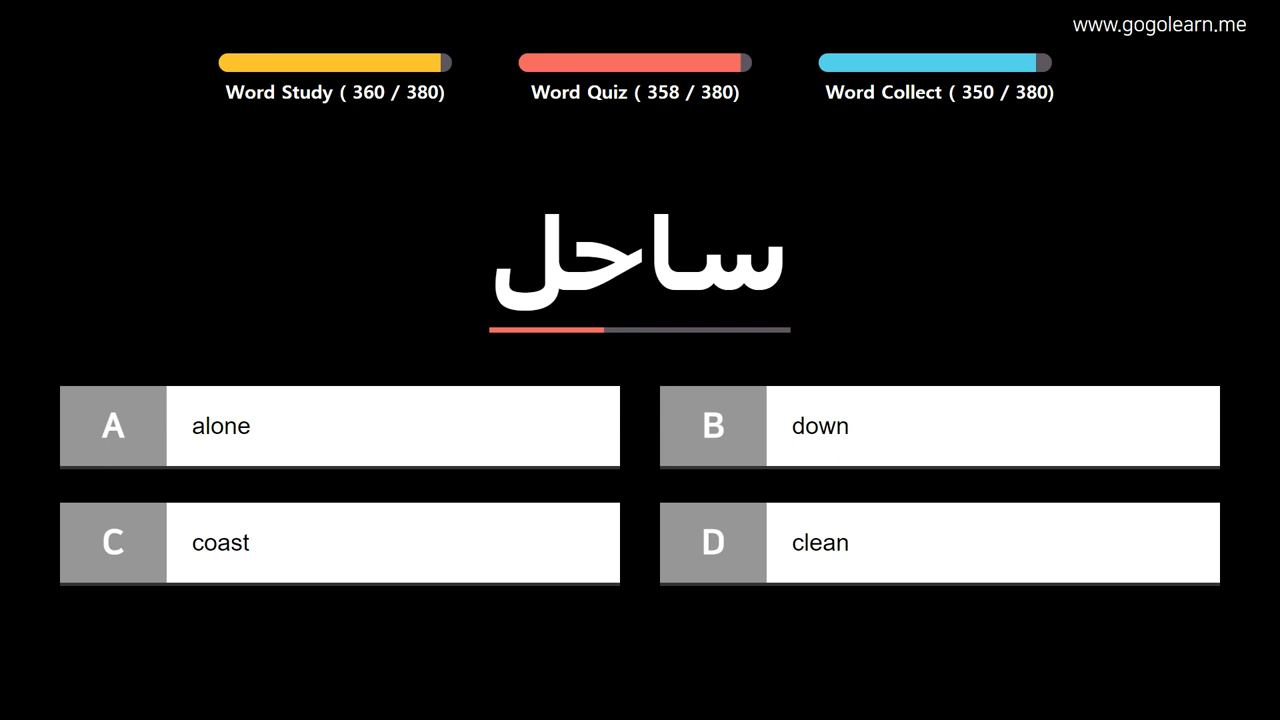 www.gogolearn.me
Word Study ( 360 / 380)
Word Quiz ( 358 / 380)
Word Collect ( 350 / 380)
ساحل
A alone
B down
C coast
D clean